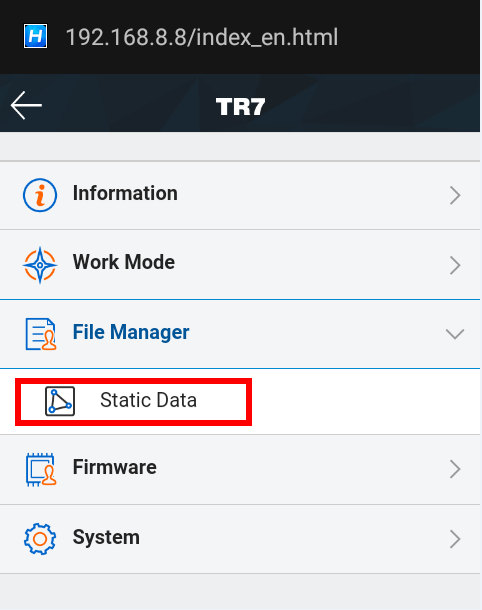 H 192.168.8.8/index_en.html
TR7
Information
Work Mode
File Manager
Static Data
Firmware
System